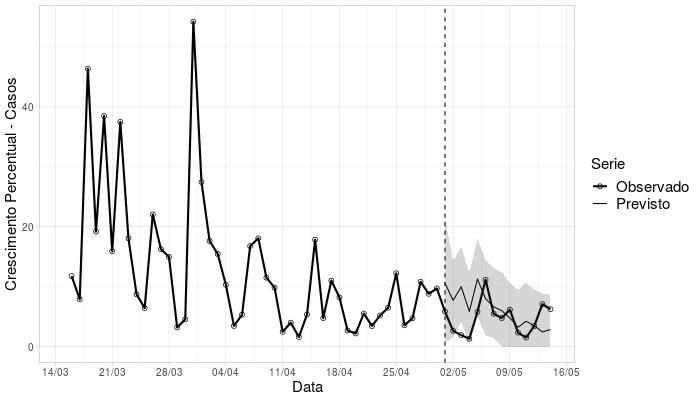 Crescimento Percentual - Casos
40
20
0
14/03 21/03 28/03 04/04 11/04 18/04 25/04 02/05 09/05 16/05
Data
Serie
Observado
Previsto